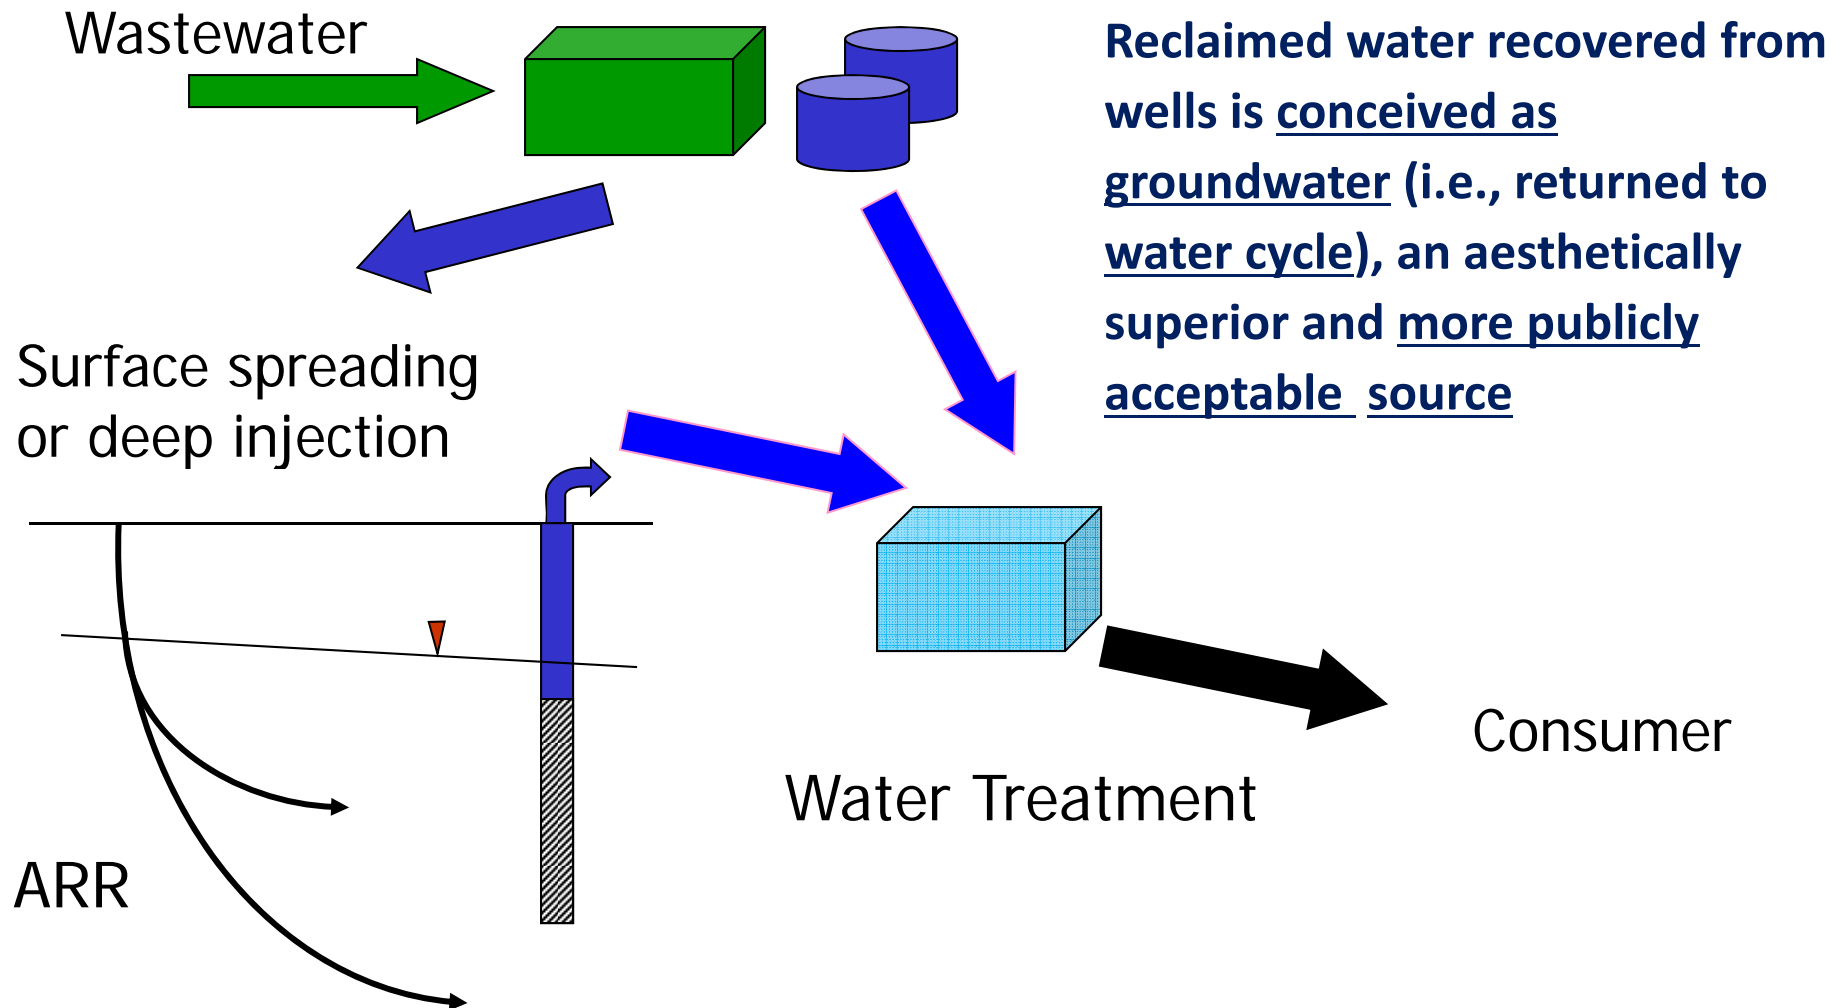 Wastewater
Reclaimed water recovered from
wells is conceived as
groundwater (i.e., returned to
water cycle), an aesthetically
superior and more publicly
acceptable source
Surface spreading
or deep injection
Consumer
Water Treatment
ARR